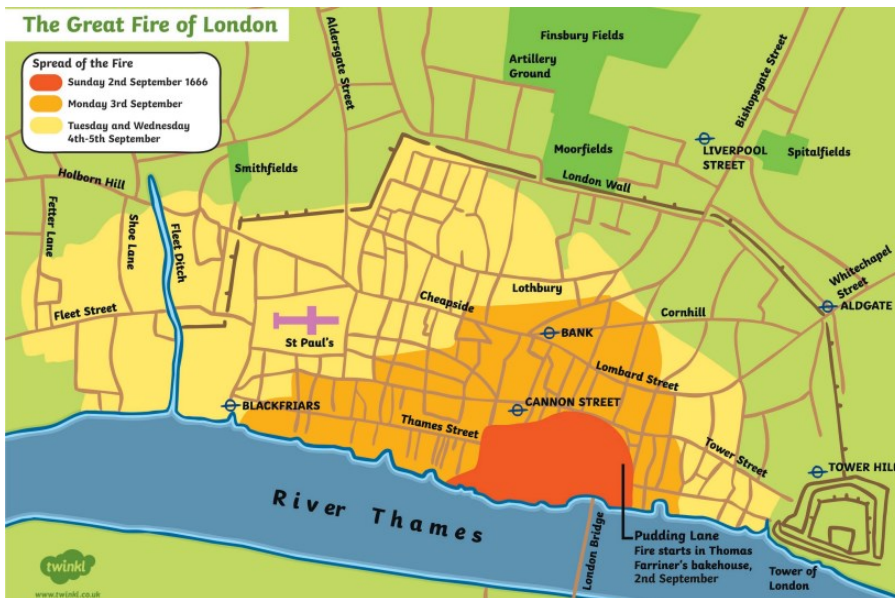 The Great Fire of London
Spread of the Fire
Sunday 2nd September 1666
Monday 3rd September
Tuesday and Wednesday
4th-5th September
Aldersgate Street
Finsbury Fields
Artillery
Ground
Bishopsgate Street
Moorfields
LIVERPOOL
STREET
Spitalfields
Smithfields
Holborn Hill
London Wall
Fetter Lane
Shoe Lane
Fleet Ditch
Whitechapel
Street
ALDGATE
Lothbury
Cheapside
Cornhill
Fleet Street
St Paul's
BANK
Lombard Street
BLACKFRIARS
CANNON STREET
Thames Street
Tower Street
TOWER HILL
River Thames
London Bridge
Pudding Lane
Fire starts in Thomas
Farriner's bakehouse,
2nd September
Tower of
London
twinkl
www.twinkl.co.uk